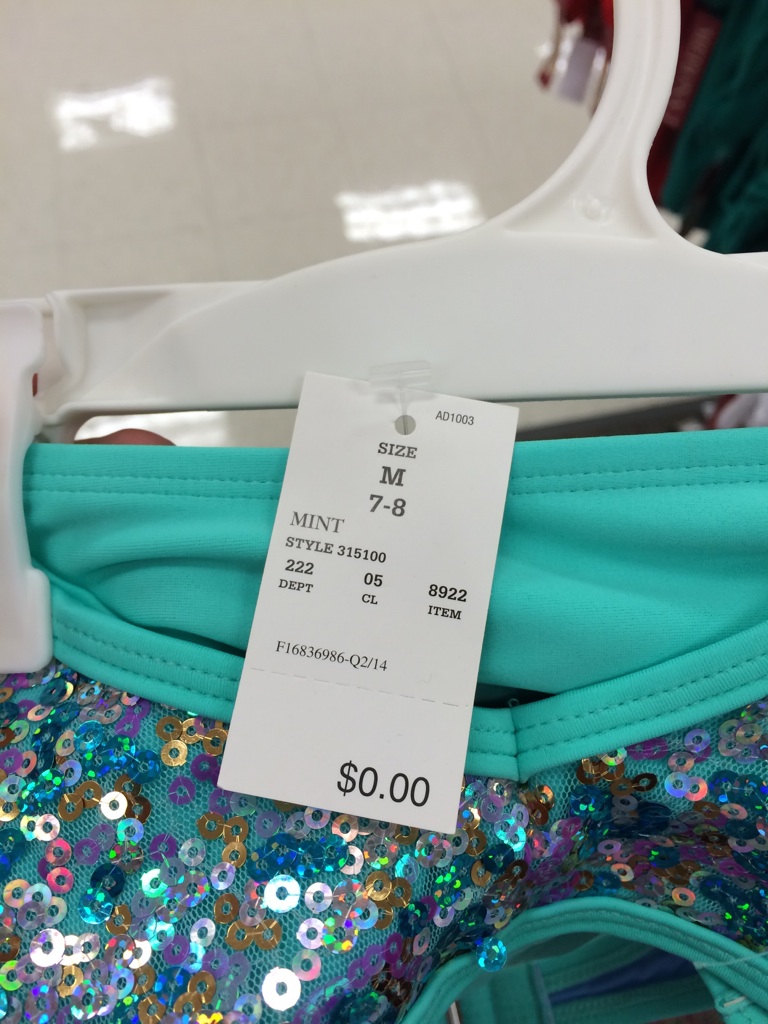 AD1003
SIZE
M
7-8
MINT
STYLE 315100
222 05 8922
DEPT CL ITEM
F16836986-Q2/14
$0.00